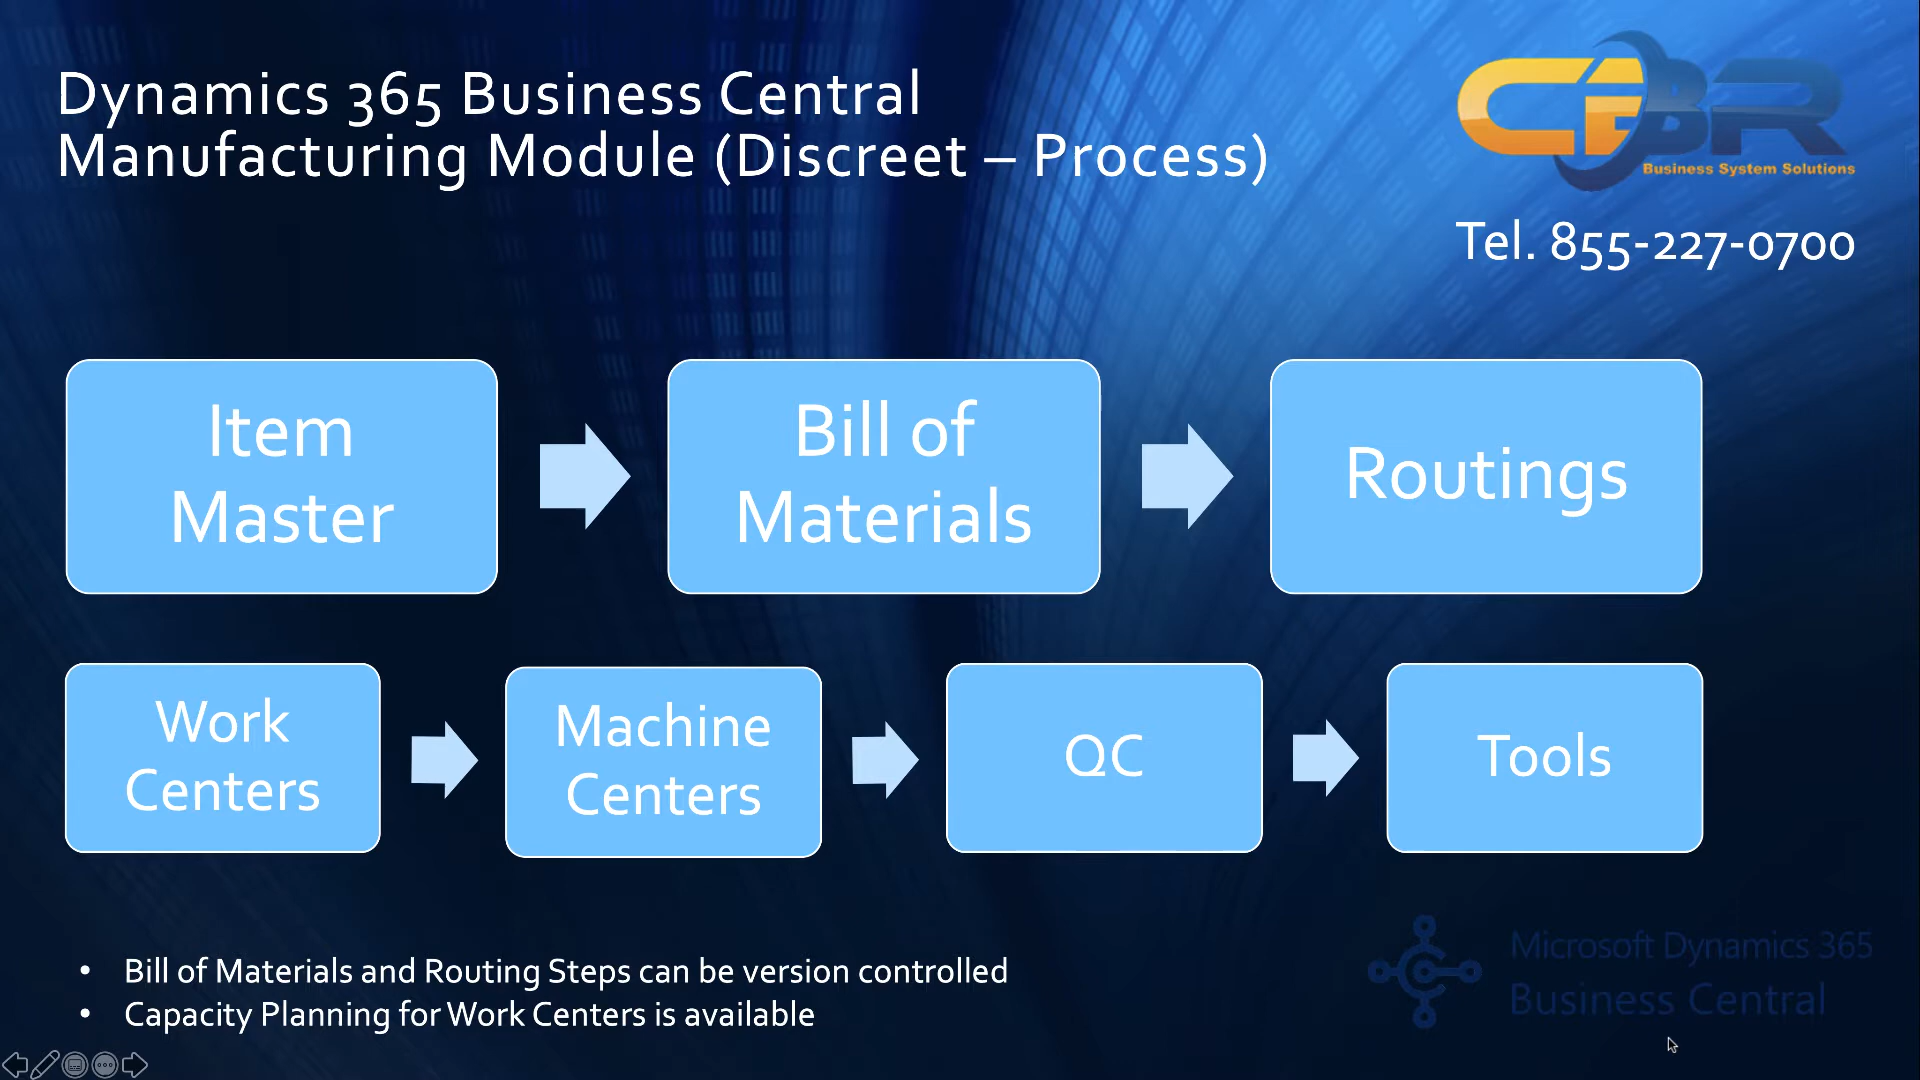 Dynamics 365 Business Central
Manufacturing Module (Discreet – Process)
CEBR
Business System Solutions
Tel. 855-227-0700
Item
Master
Bill of
Materials
Routings
Work
Centers
Machine
Centers
QC
Tools
• Bill of Materials and Routing Steps can be version controlled
• Capacity Planning for Work Centers is available
Microsoft Dynamics 365
Business Central